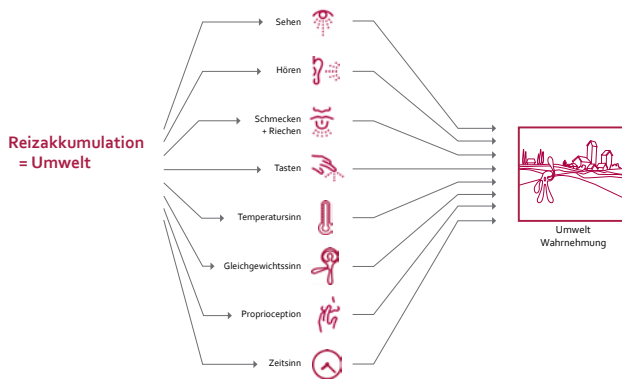 Sehen
Hören
Schmecken
+ Riechen
Reizakkumulation
= Umwelt
Tasten
Temperatursinn
Gleichgewichtssinn
Proprioception
Zeitsinn
Umwelt
Wahrnehmung